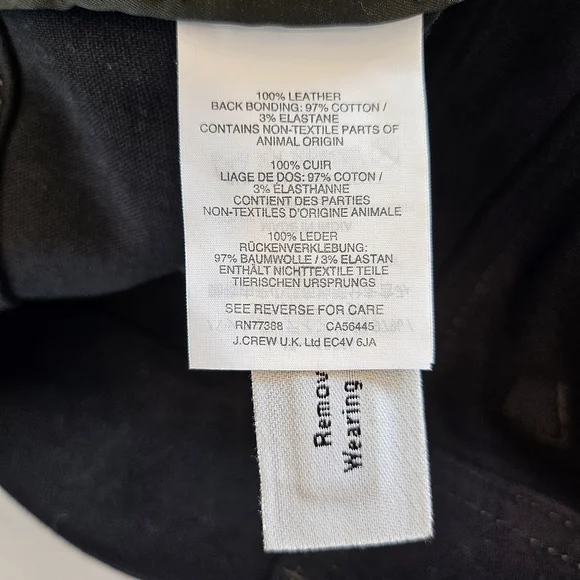 100% LEATHER
BACK BONDING: 97% COTTON /
3% ELASTANE
CONTAINS NON-TEXTILE PARTS OF
ANIMAL ORIGIN
100% CUIR
LIAGE DE DOS: 97% COTON /
3% ÉLASTHANNE
CONTIENT DES PARTIES
NON-TEXTILES D'ORIGINE ANIMALE
100% LEDER
RÜCKENVERKLEBUNG:
97% BAUMWOLLE / 3% ELASTAN
ENTHÄLT NICHTTEXTILE TEILE
TIERISCHEN URSPRUNGS
SEE REVERSE FOR CARE
RN77388 CA56445
J.CREW U.K. Ltd EC4V 6JA
Remov
Wearing